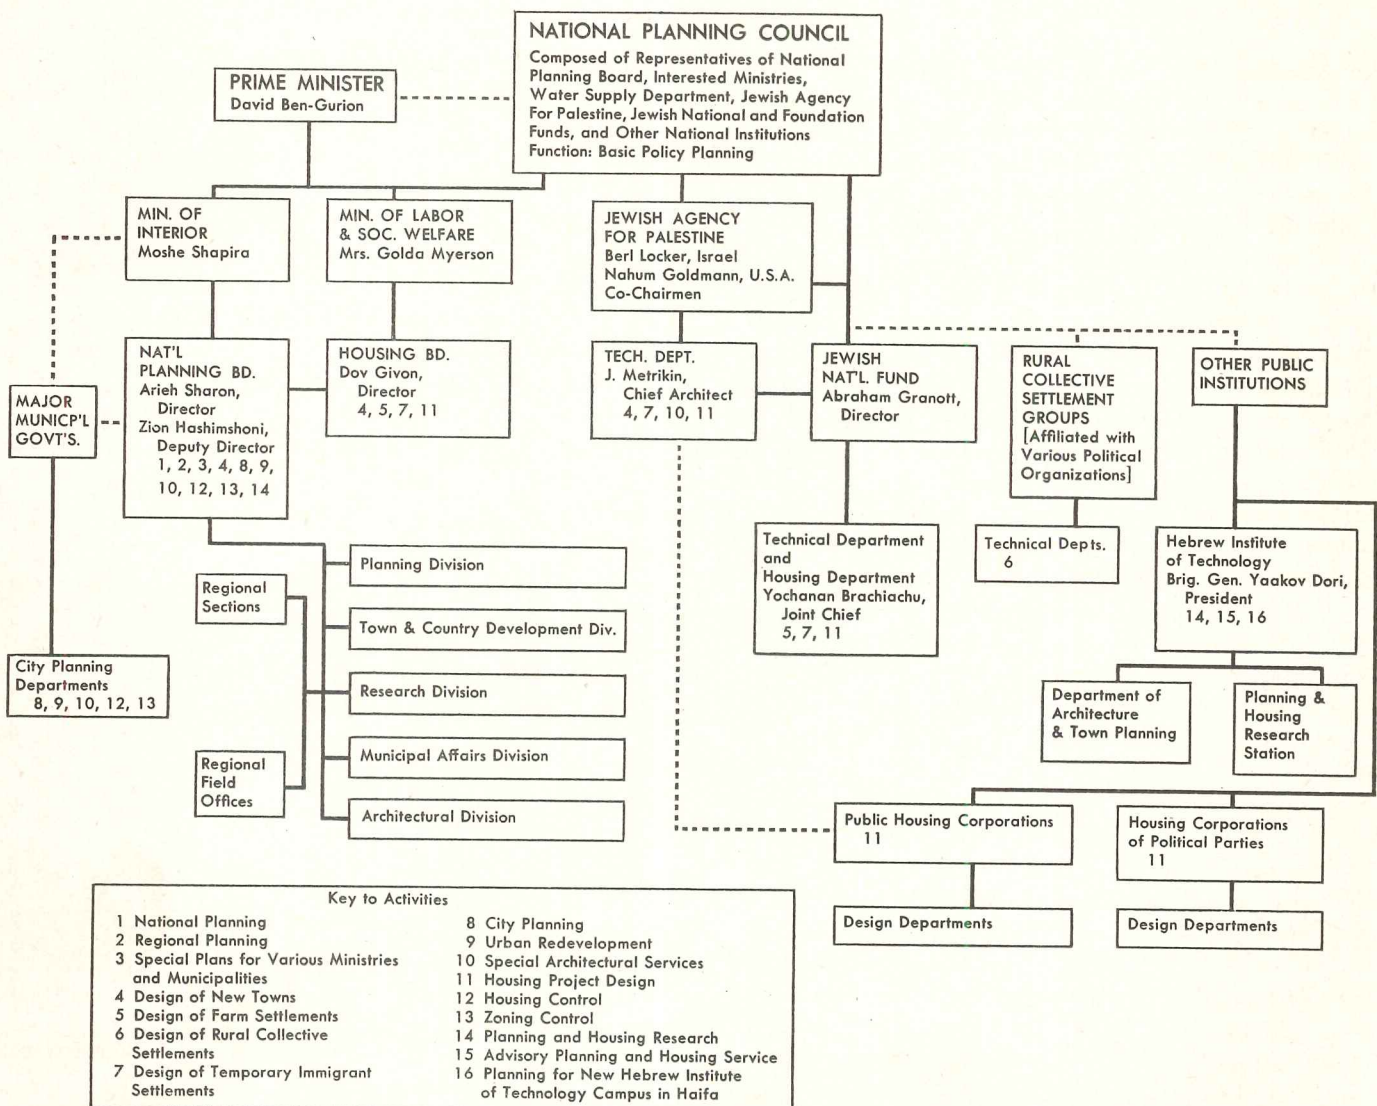 NATIONAL PLANNING COUNCIL
Composed of Representatives of National
Planning Board, Interested Ministries,
Water Supply Department, Jewish Agency
For Palestine, Jewish National and Foundation
Funds, and Other National Institutions
Function: Basic Policy Planning
PRIME MINISTER
David Ben-Gurion
MIN. OF
INTERIOR
Moshe Shapira
MIN. OF LABOR
& SOC. WELFARE
Mrs. Golda Myerson
JEWISH AGENCY
FOR PALESTINE
Berl Locker, Israel
Nahum Goldmann, U.S.A.
Co-Chairmen
MAJOR
MUNICP'L
GOVT'S.
NAT'L
PLANNING BD.
Arieh Sharon,
Director
Zion Hashimshoni,
Deputy Director
1, 2, 3, 4, 8, 9,
10, 12, 13, 14
HOUSING BD.
Dov Givon,
Director
4, 5, 7, 11
TECH. DEPT.
J. Metrikin,
Chief Architect
4, 7, 10, 11
JEWISH
NAT'L. FUND
Abraham Granott,
Director
RURAL
COLLECTIVE
SETTLEMENT
GROUPS
[Affiliated with
Various Political
Organizations]
OTHER PUBLIC
INSTITUTIONS
City Planning
Departments
8, 9, 10, 12, 13
Regional
Sections
Regional
Field
Offices
Planning Division
Town & Country Development Div.
Research Division
Municipal Affairs Division
Architectural Division
Technical Department
and
Housing Department
Yochanan Brachiachu,
Joint Chief
5, 7, 11
Technical Depts.
6
Hebrew Institute
of Technology
Brig. Gen. Yaakov Dori,
President
14, 15, 16
Department of
Architecture
& Town Planning
Planning &
Housing
Research
Station
Public Housing Corporations
11
Housing Corporations
of Political Parties
11
Design Departments
Design Departments
Key to Activities
1 National Planning
2 Regional Planning
3 Special Plans for Various Ministries
and Municipalities
4 Design of New Towns
5 Design of Farm Settlements
6 Design of Rural Collective
Settlements
7 Design of Temporary Immigrant
Settlements
8 City Planning
9 Urban Redevelopment
10 Special Architectural Services
11 Housing Project Design
12 Housing Control
13 Zoning Control
14 Planning and Housing Research
15 Advisory Planning and Housing Service
16 Planning for New Hebrew Institute
of Technology Campus in Haifa